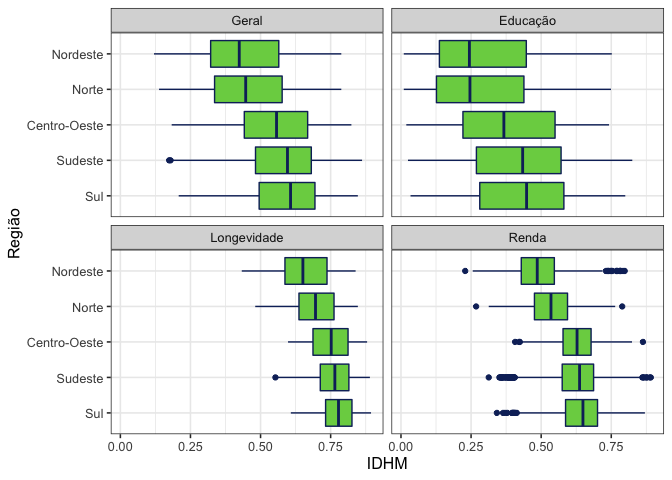 Geral
Educação
Nordeste
Norte
Centro-Oeste
Sudeste
Sul
Longevidade
Renda
Nordeste
Norte
Centro-Oeste
Sudeste
Sul
0.00 0.25 0.50 0.75 0.00 0.25 0.50 0.75
IDHM
Região